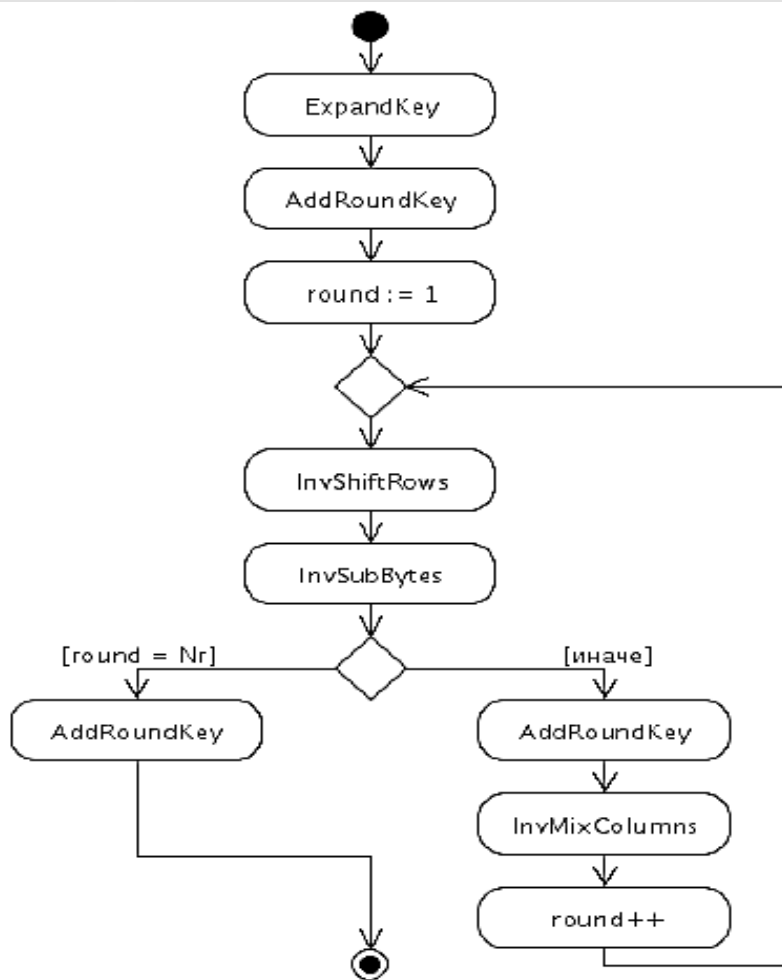 ExpandKey
AddRoundKey
round := 1
InvShiftRows
InvSubBytes
[round = Nr]
[иначе]
AddRoundKey
AddRoundKey
InvMixColumns
round++